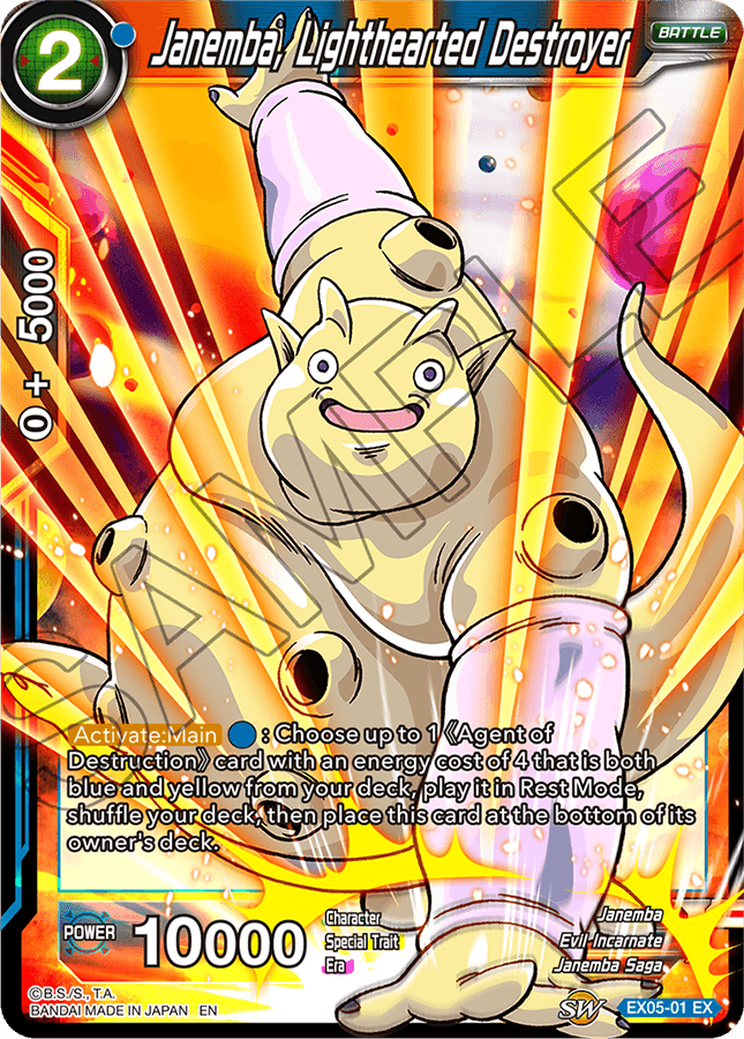 2
Janemba, Lighthearted Destroyer
BATTLE
0 + 5000
SAMPLE
Activate:Main : Choose up to 1 《Agent of
Destruction》 card with an energy cost of 4 that is both
blue and yellow from your deck, play it in Rest Mode,
shuffle your deck, then place this card at the bottom of its
owner's deck.
POWER
10000
Character Janemba
Special Trait Evil Incarnate
Era Janemba Saga
©B.S./S., T.A.
BANDAI MADE IN JAPAN EN
SW
EX05-01 EX